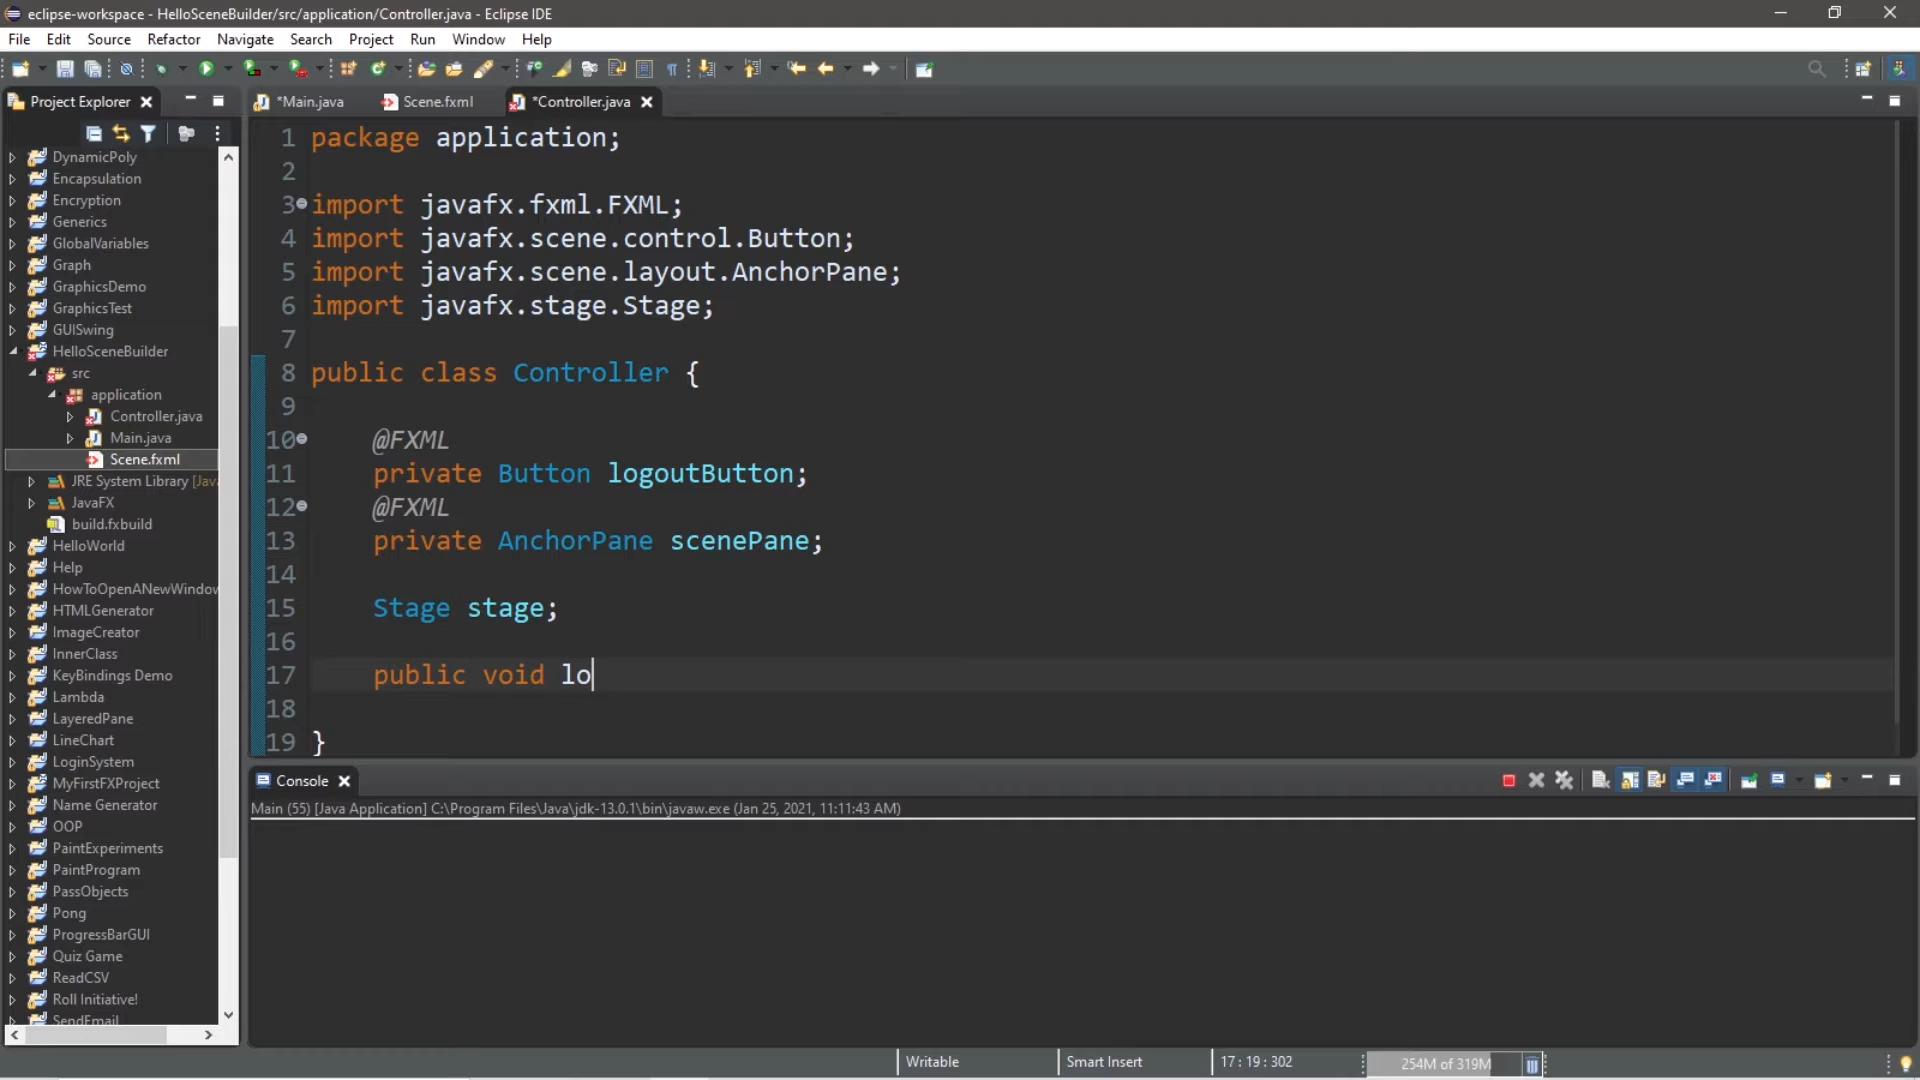 eclipse-workspace - HelloSceneBuilder/src/application/Controller.java - Eclipse IDE
File Edit Source Refactor Navigate Search Project Run Window Help
Project Explorer
*Main.java Scene.fxml *Controller.java
DynamicPoly
Encapsulation
Encryption
Generics
GlobalVariables
Graph
GraphicsDemo
GraphicsTest
GUISwing
HelloSceneBuilder
src
application
Controller.java
Main.java
Scene.fxml
JRE System Library [Java
JavaFX
build.fxbuild
HelloWorld
Help
HowToOpenANewWindow
HTMLGenerator
ImageCreator
InnerClass
KeyBindings Demo
Lambda
LayeredPane
LineChart
LoginSystem
MyFirstFXProject
Name Generator
OOP
PaintExperiments
PaintProgram
PassObjects
Pong
ProgressBarGUI
Quiz Game
ReadCSV
Roll Initiative!
SendEmail
1 package application;
2
3 import javafx.fxml.FXML;
4 import javafx.scene.control.Button;
5 import javafx.scene.layout.AnchorPane;
6 import javafx.stage.Stage;
7
8 public class Controller {
9
10 @FXML
11 private Button logoutButton;
12 @FXML
13 private AnchorPane scenePane;
14
15 Stage stage;
16
17 public void lo
18
19 }
Console
Main (55) [Java Application] C:\Program Files\Java\jdk-13.0.1\bin\javaw.exe (Jan 25, 2021, 11:11:43 AM)
Writable Smart Insert 17 : 19 : 302 254M of 319M